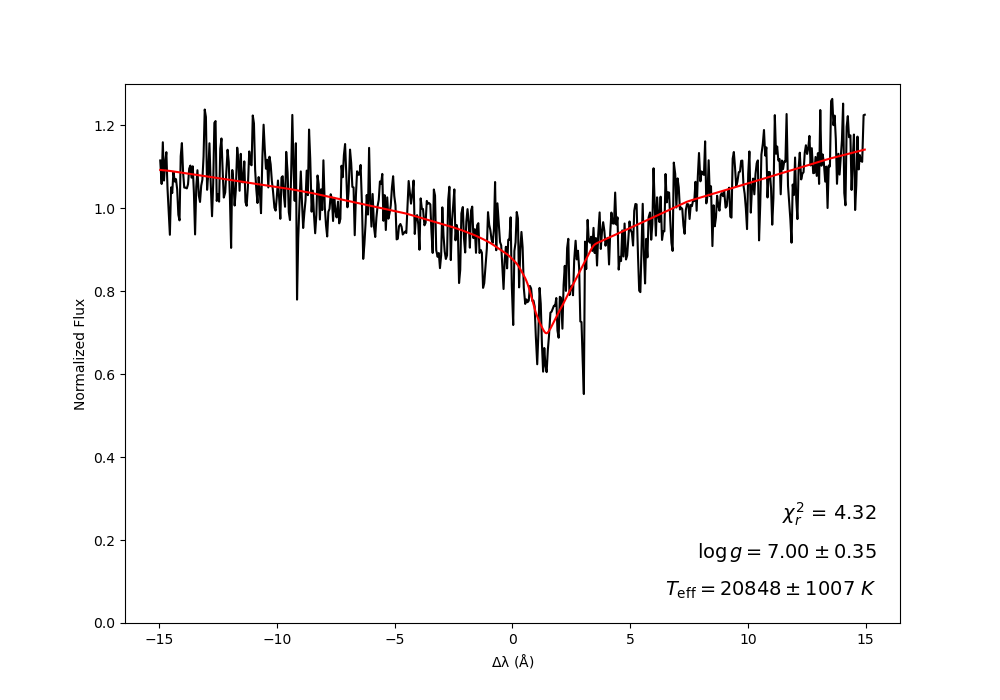 Normalized Flux
1.2
1.0
0.8
0.6
0.4
0.2
0.0
χ²ᵣ = 4.32
log g = 7.00 ± 0.35
T_eff = 20848 ± 1007 K
−15 −10 −5 0 5 10 15
Δλ (Å)